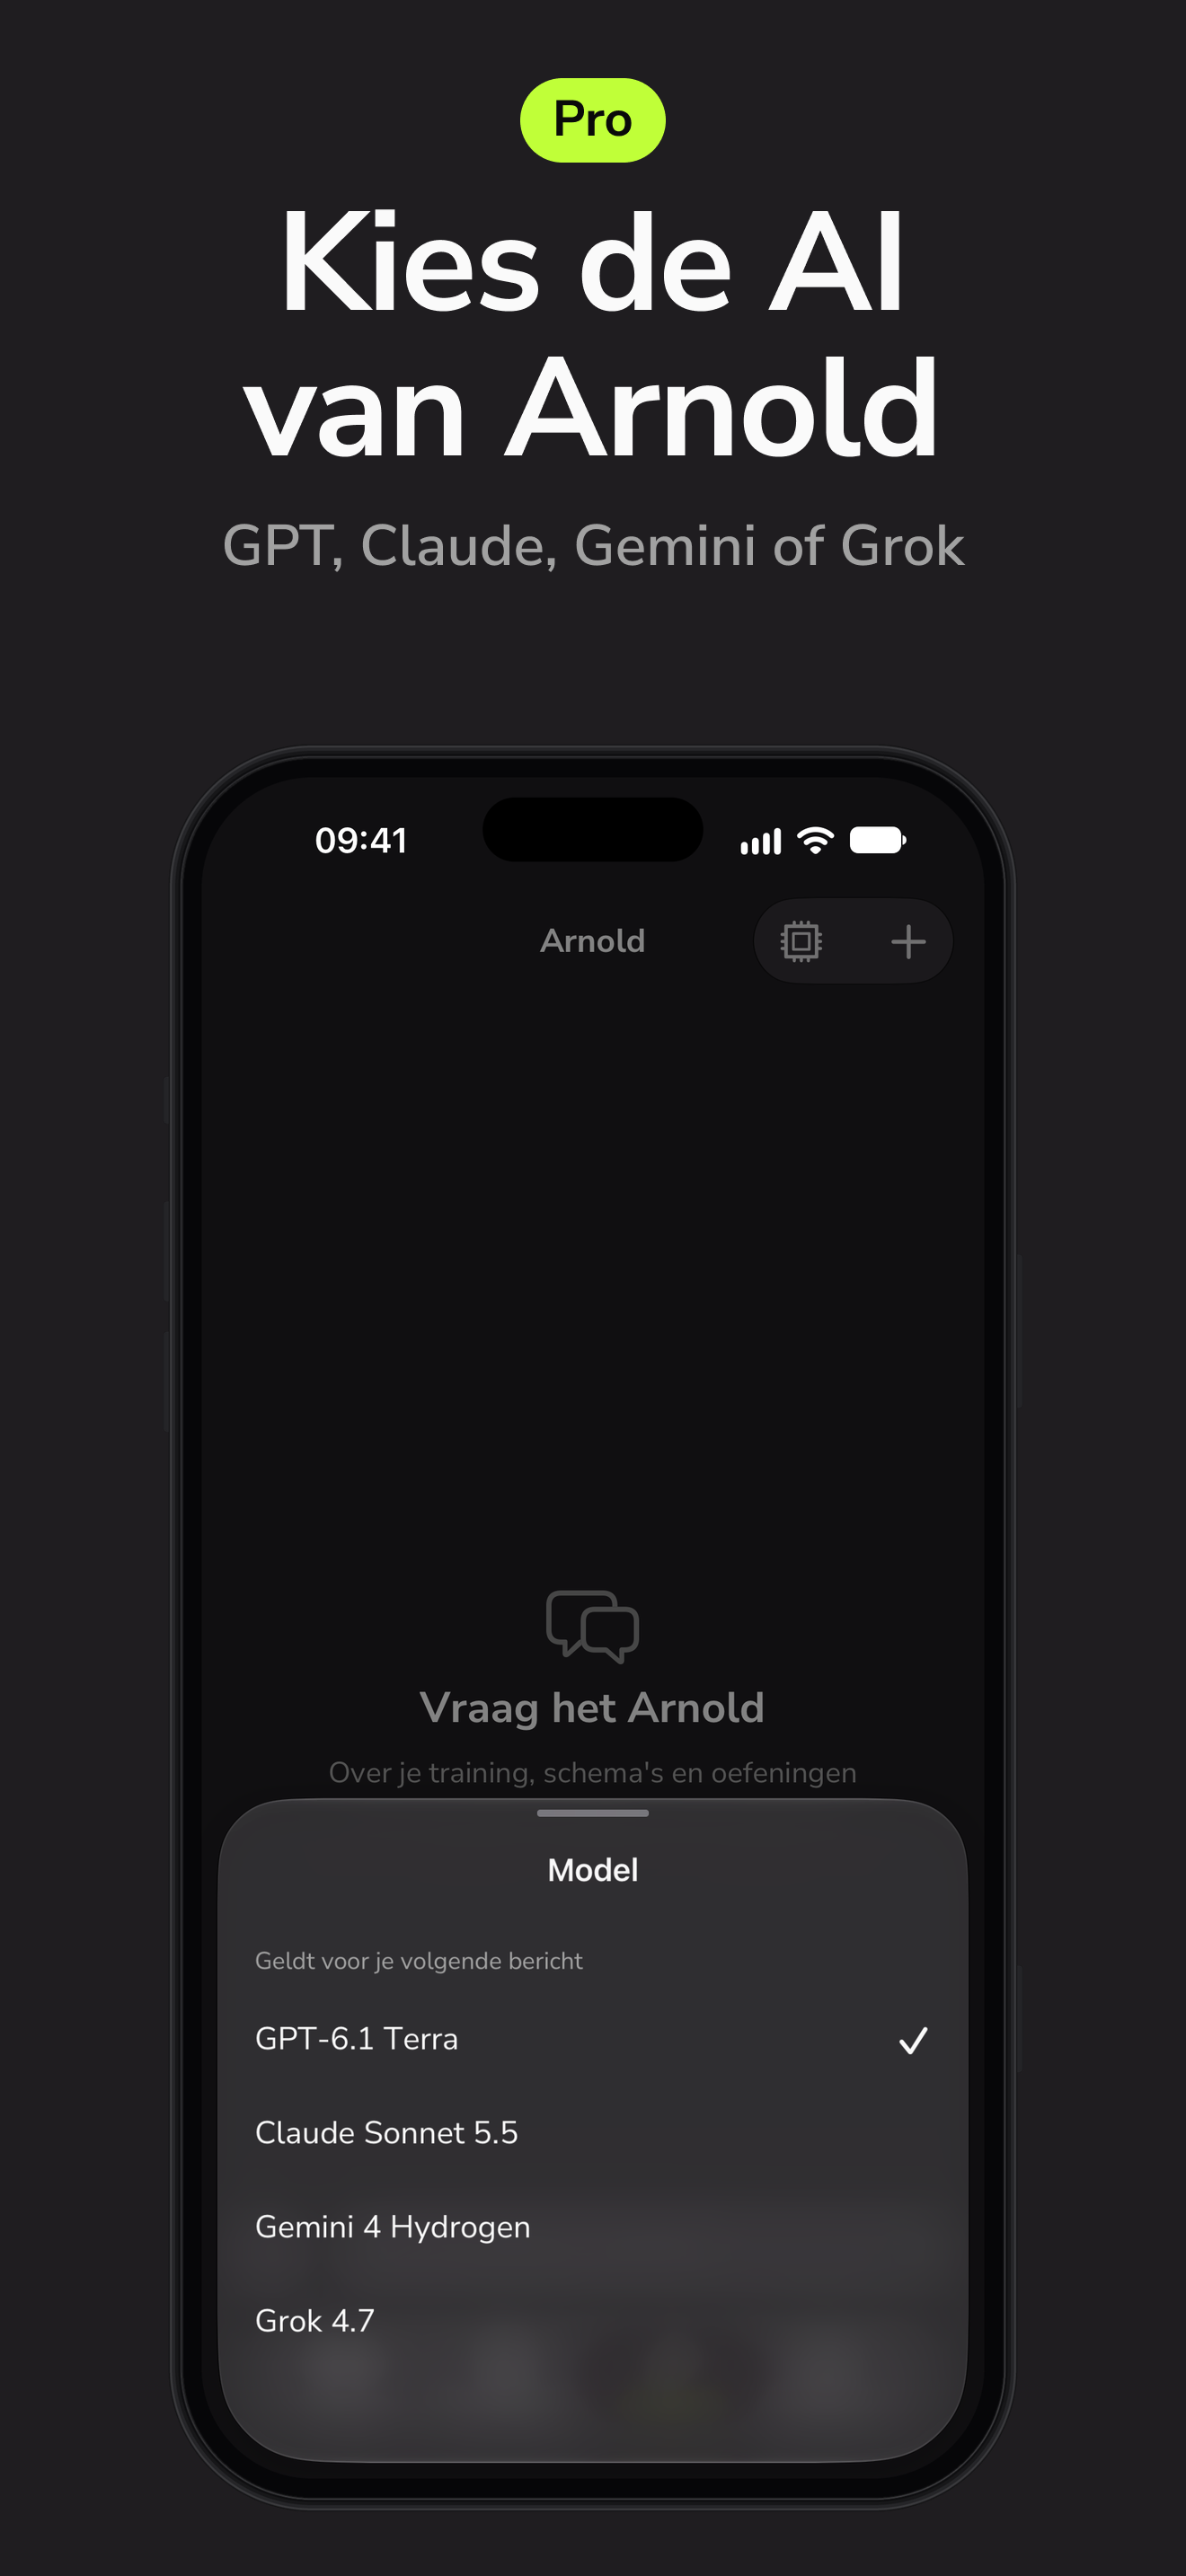 Pro
Kies de AI
van Arnold
GPT, Claude, Gemini of Grok
09:41
Arnold
Vraag het Arnold
Over je training, schema's en oefeningen
Model
Geldt voor je volgende bericht
GPT-6.1 Terra
Claude Sonnet 5.5
Gemini 4 Hydrogen
Grok 4.7